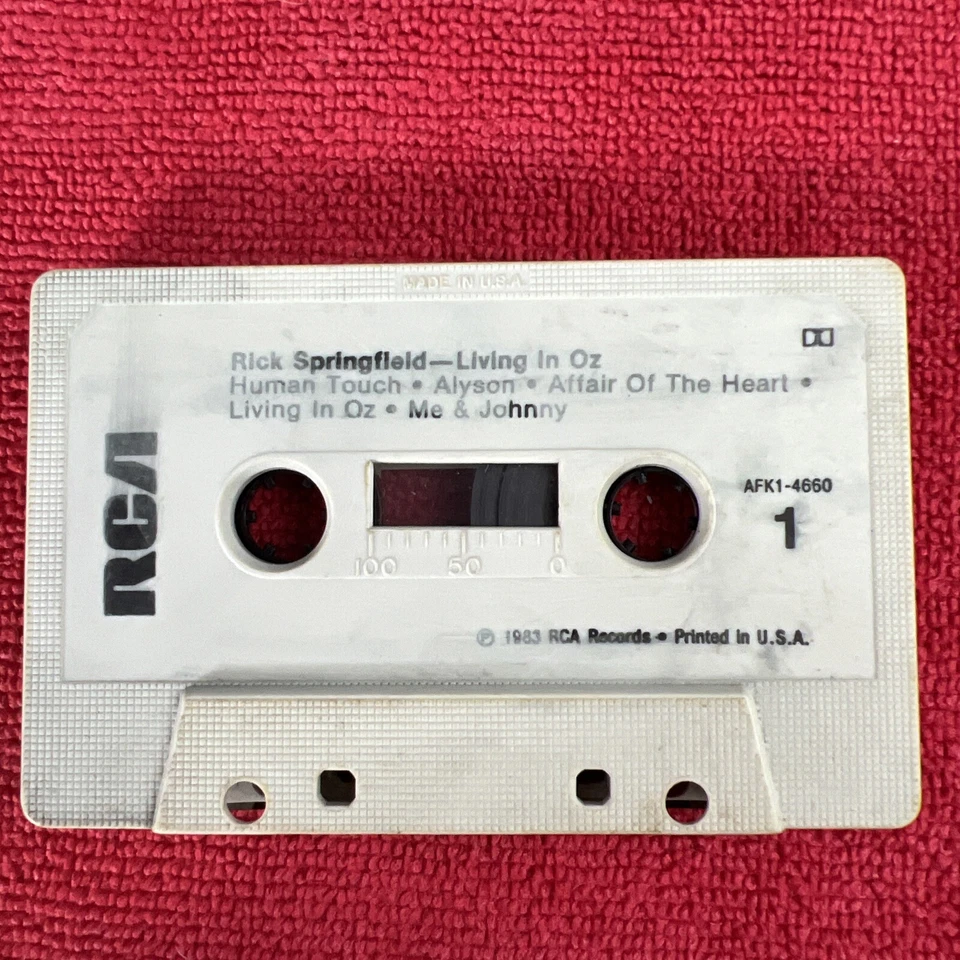 MADE IN U.S.A.
Rick Springfield—Living In Oz
Human Touch • Alyson • Affair Of The Heart •
Living In Oz • Me & Johnny
RCA
AFK1-4660
1
100 50 0
℗ 1983 RCA Records • Printed in U.S.A.